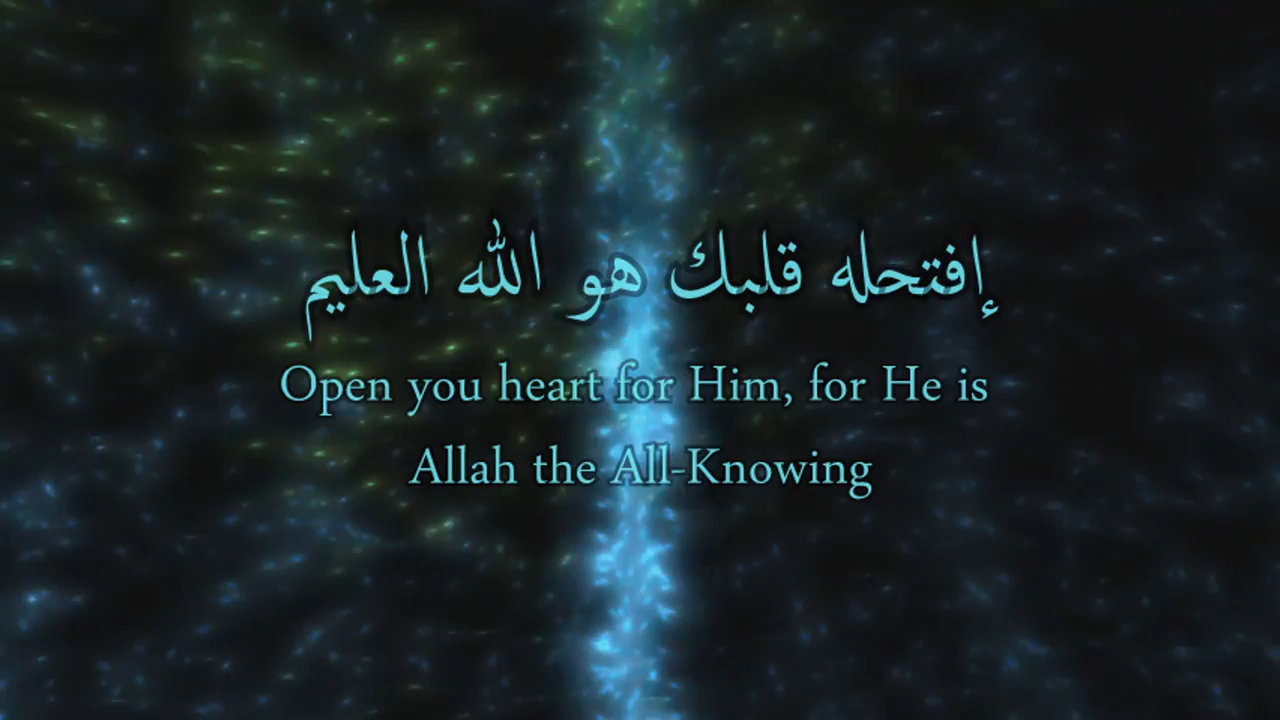 إفتحله قلبك هو الله العليم
Open you heart for Him, for He is
Allah the All-Knowing